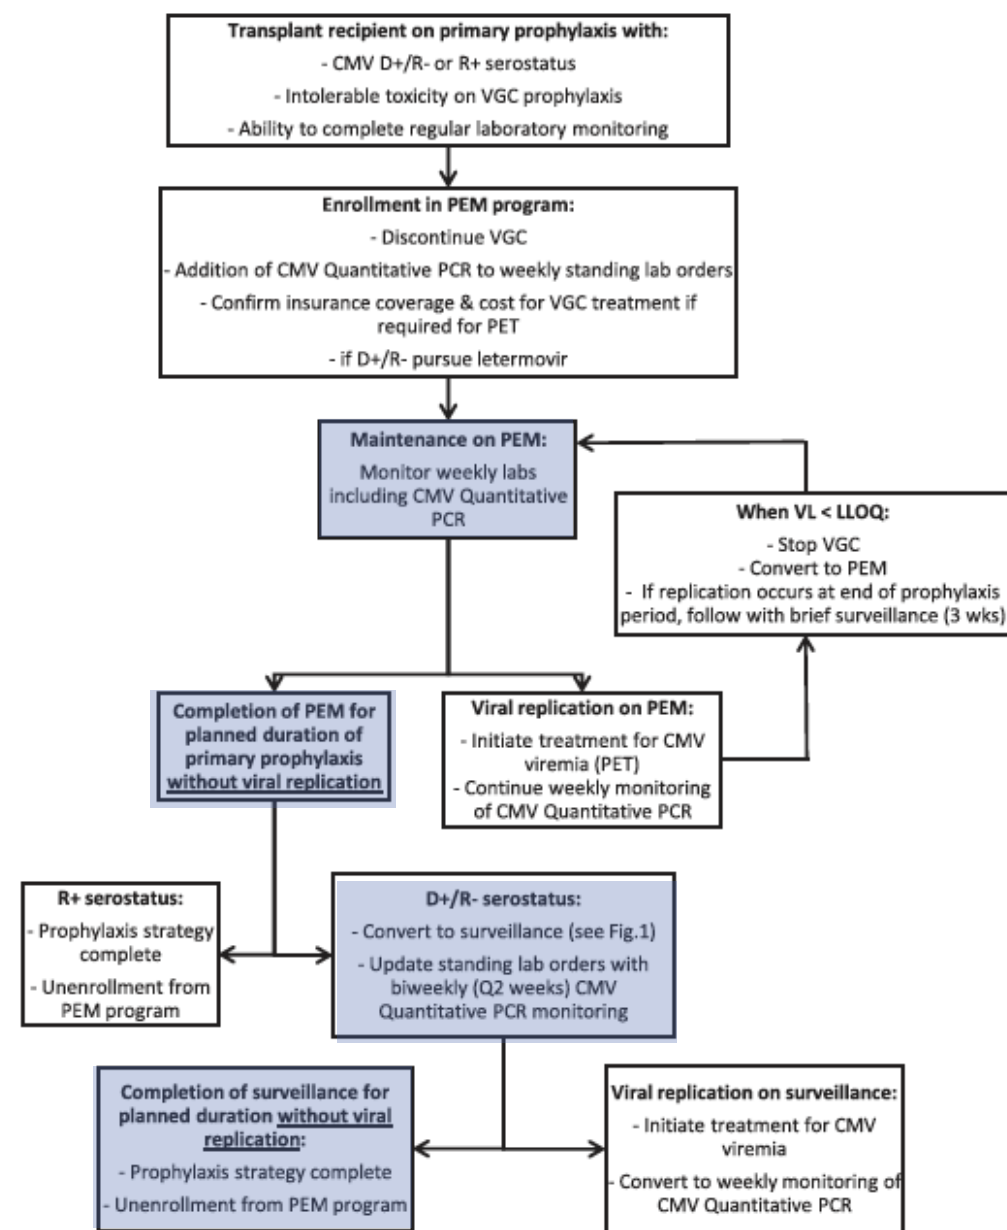 Transplant recipient on primary prophylaxis with:
- CMV D+/R- or R+ serostatus
- Intolerable toxicity on VGC prophylaxis
- Ability to complete regular laboratory monitoring
Enrollment in PEM program:
- Discontinue VGC
- Addition of CMV Quantitative PCR to weekly standing lab orders
- Confirm insurance coverage & cost for VGC treatment if
required for PET
- if D+/R- pursue letermovir
Maintenance on PEM:
Monitor weekly labs
including CMV Quantitative
PCR
When VL < LLOQ:
- Stop VGC
- Convert to PEM
- If replication occurs at end of prophylaxis
period, follow with brief surveillance (3 wks)
Completion of PEM for
planned duration of
primary prophylaxis
without viral replication
Viral replication on PEM:
- Initiate treatment for CMV
viremia (PET)
- Continue weekly monitoring
of CMV Quantitative PCR
R+ serostatus:
- Prophylaxis strategy
complete
- Unenrollment from
PEM program
D+/R- serostatus:
- Convert to surveillance (see Fig.1)
- Update standing lab orders with
biweekly (Q2 weeks) CMV
Quantitative PCR monitoring
Completion of surveillance for
planned duration without viral
replication:
- Prophylaxis strategy complete
- Unenrollment from PEM program
Viral replication on surveillance:
- Initiate treatment for CMV
viremia
- Convert to weekly monitoring of
CMV Quantitative PCR